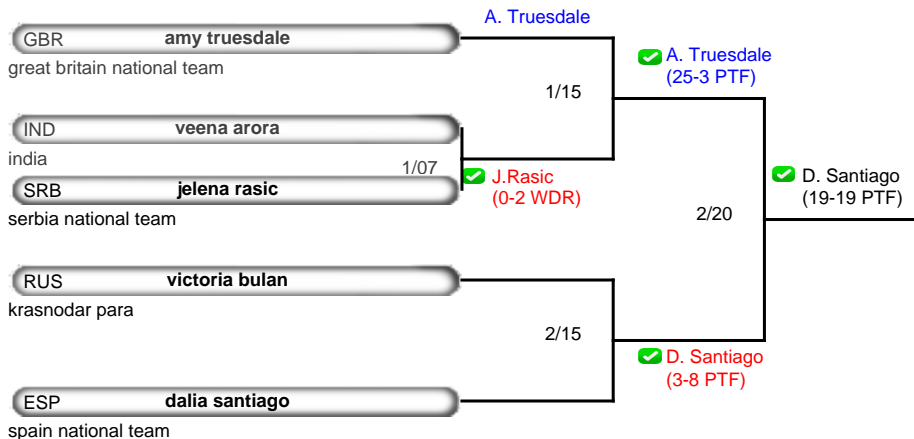 A. Truesdale
GBR amy truesdale
great britain national team
A. Truesdale
(25-3 PTF)
1/15
IND veena arora
india
1/07
J.Rasic
(0-2 WDR)
SRB jelena rasic
serbia national team
D. Santiago
(19-19 PTF)
2/20
RUS victoria bulan
krasnodar para
2/15
D. Santiago
(3-8 PTF)
ESP dalia santiago
spain national team